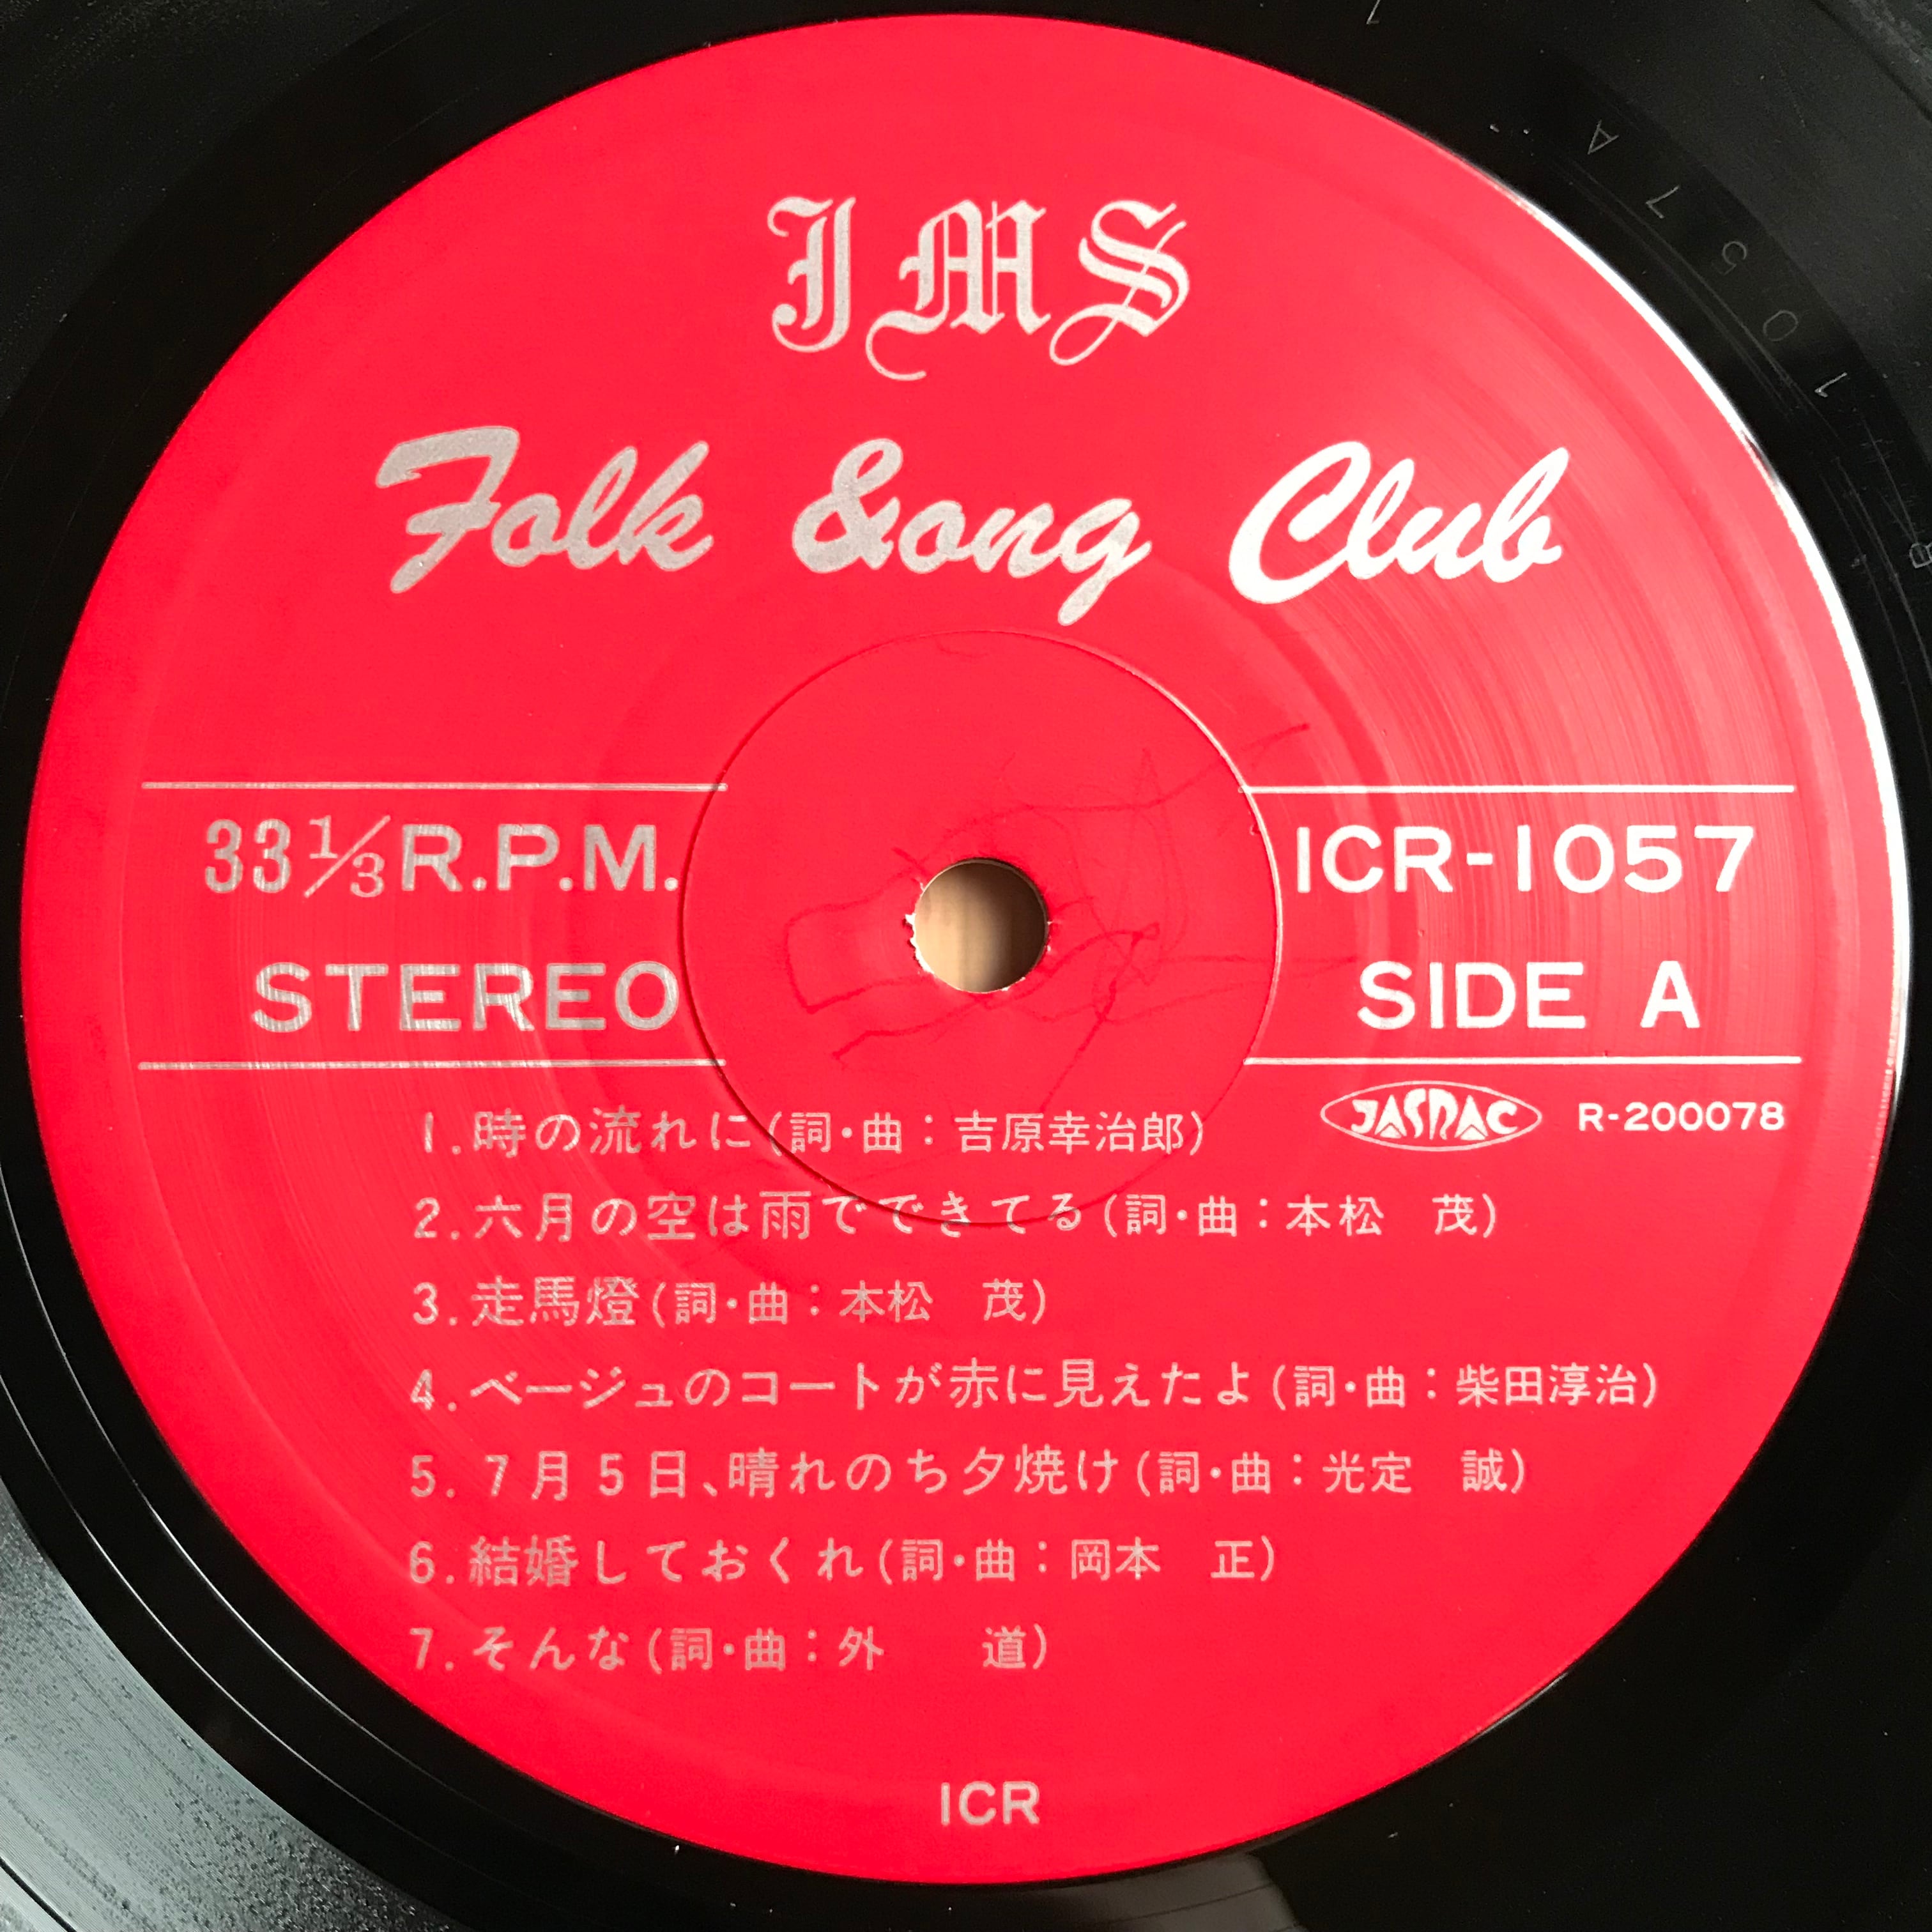 JMS
Folk Song Club
33 1/3 R.P.M.
STEREO
ICR-1057
SIDE A
JASRAC R-200078
1. 時の流れに(詞・曲：吉原幸治郎)
2. 六月の空は雨でできてる(詞・曲：本松　茂)
3. 走馬燈(詞・曲：本松　茂)
4. ベージュのコートが赤に見えたよ(詞・曲：柴田淳治)
5. 7月5日、晴れのち夕焼け(詞・曲：光定　誠)
6. 結婚しておくれ(詞・曲：岡本　正)
7. そんな(詞・曲：外　　道)
ICR